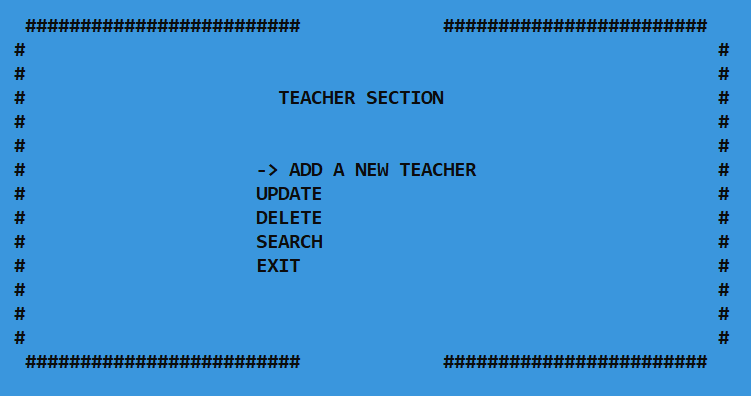 TEACHER SECTION
-> ADD A NEW TEACHER
UPDATE
DELETE
SEARCH
EXIT